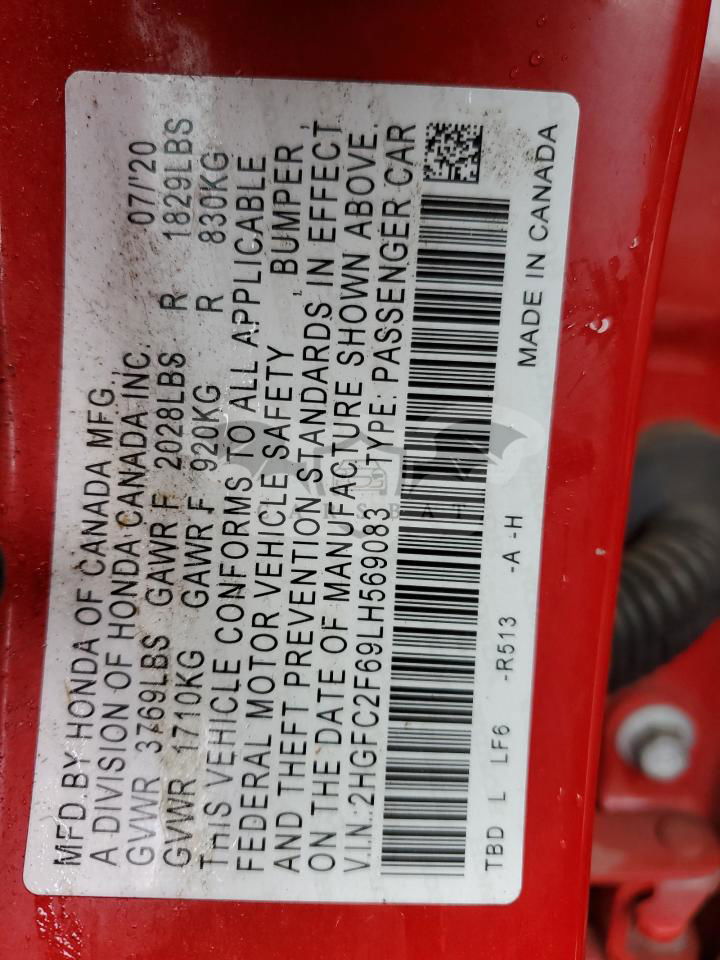 MFD.BY HONDA OF CANADA MFG. 07/'20
A DIVISION OF HONDA CANADA INC.
GVWR 3769LBS GAWR F 2028LBS R 1829LBS
GVWR 1710KG GAWR F 920KG R 830KG
THIS VEHICLE CONFORMS TO ALL APPLICABLE
FEDERAL MOTOR VEHICLE SAFETY, BUMPER,
AND THEFT PREVENTION STANDARDS IN EFFECT
ON THE DATE OF MANUFACTURE SHOWN ABOVE.
V.I.N.:2HGFC2F69LH569083 TYPE: PASSENGER CAR
TBD L LF6 -R513 -A -H MADE IN CANADA
CARSBAT